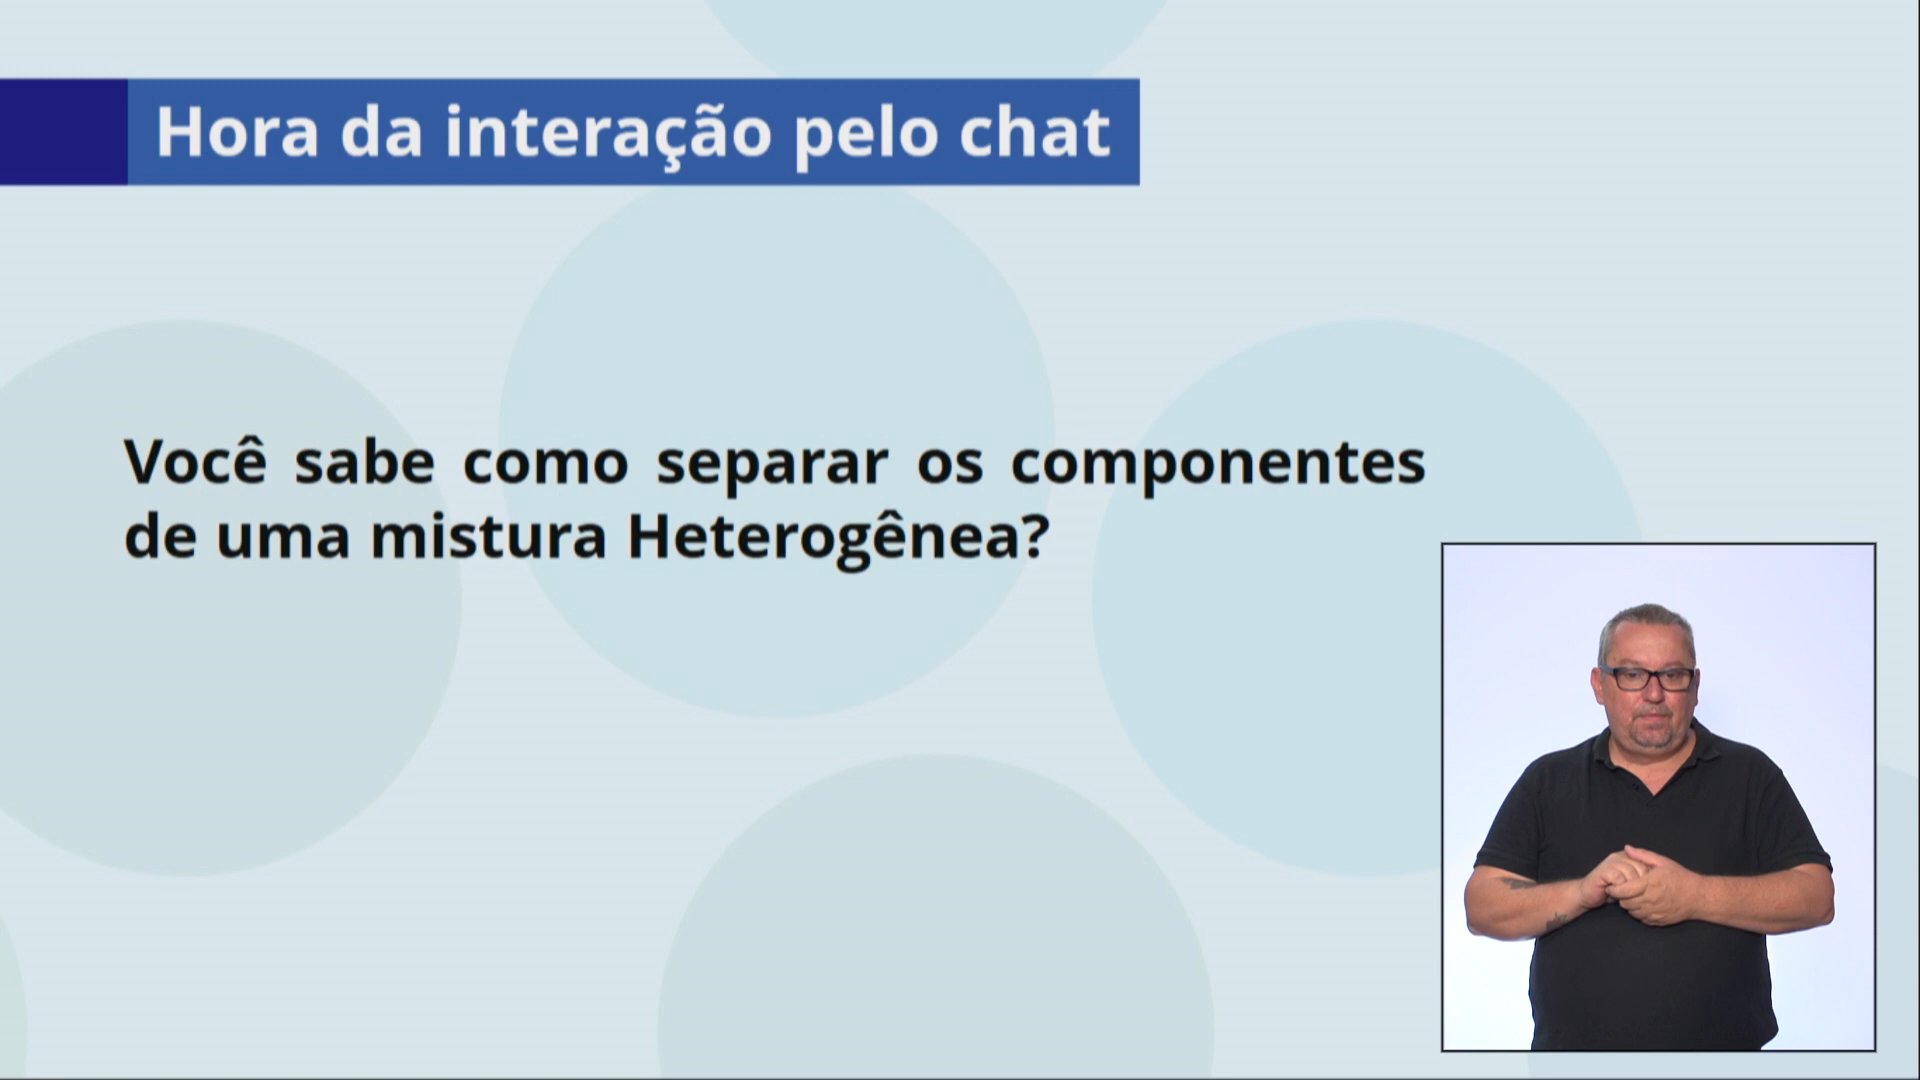 Hora da interação pelo chat
Você sabe como separar os componentes
de uma mistura Heterogênea?